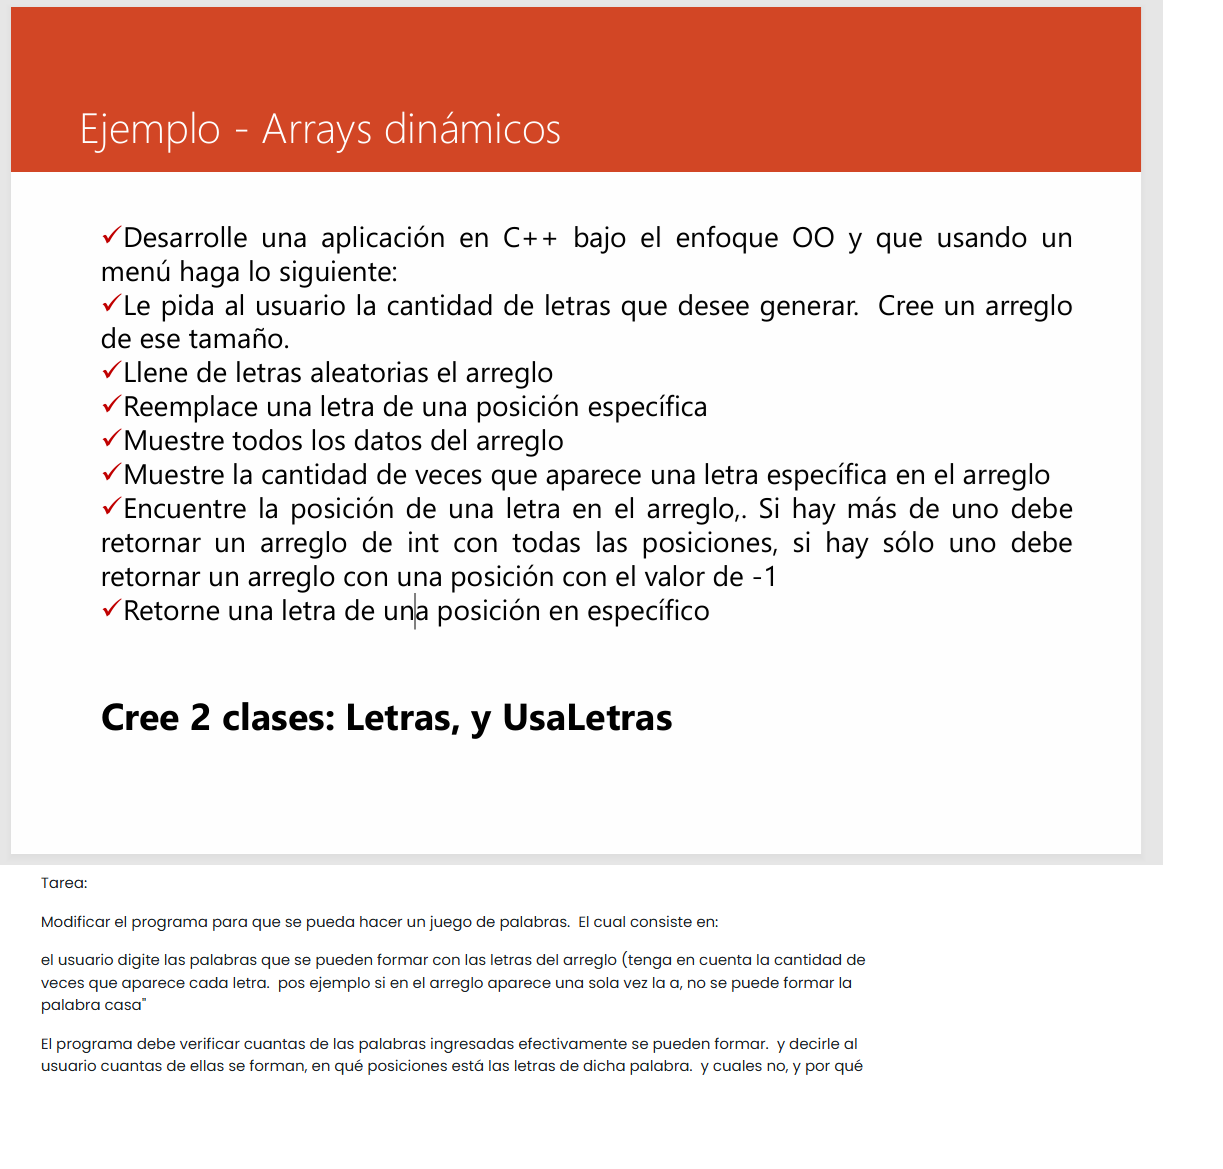 Ejemplo - Arrays dinámicos
✓Desarrolle una aplicación en C++ bajo el enfoque OO y que usando un
menú haga lo siguiente:
✓Le pida al usuario la cantidad de letras que desee generar. Cree un arreglo
de ese tamaño.
✓Llene de letras aleatorias el arreglo
✓Reemplace una letra de una posición específica
✓Muestre todos los datos del arreglo
✓Muestre la cantidad de veces que aparece una letra específica en el arreglo
✓Encuentre la posición de una letra en el arreglo,. Si hay más de uno debe
retornar un arreglo de int con todas las posiciones, si hay sólo uno debe
retornar un arreglo con una posición con el valor de -1
✓Retorne una letra de una posición en específico
Cree 2 clases: Letras, y UsaLetras
Tarea:
Modificar el programa para que se pueda hacer un juego de palabras. El cual consiste en:
el usuario digite las palabras que se pueden formar con las letras del arreglo (tenga en cuenta la cantidad de
veces que aparece cada letra. pos ejemplo si en el arreglo aparece una sola vez la a, no se puede formar la
palabra casa"
El programa debe verificar cuantas de las palabras ingresadas efectivamente se pueden formar. y decirle al
usuario cuantas de ellas se forman, en qué posiciones está las letras de dicha palabra. y cuales no, y por qué